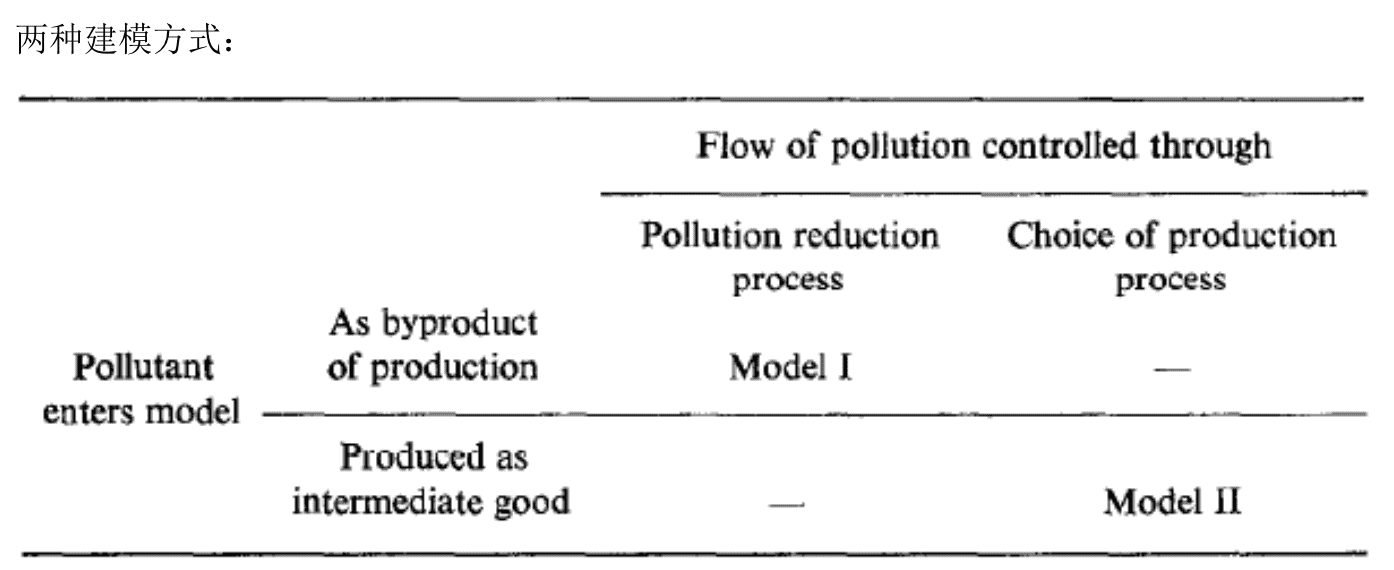 两种建模方式：
Flow of pollution controlled through
Pollution reduction process
Choice of production process
Pollutant enters model
As byproduct of production
Model I
—
Produced as intermediate good
—
Model II